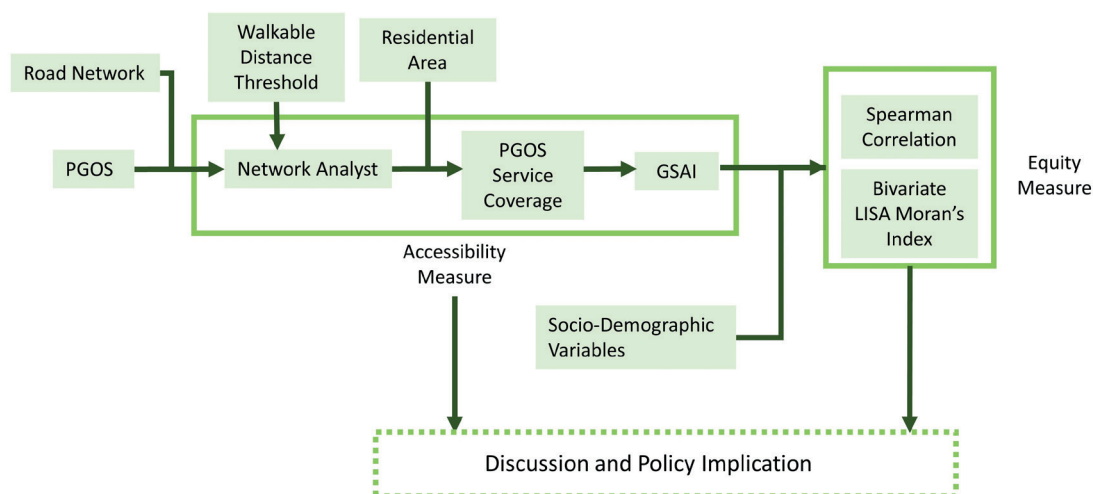 Road Network
PGOS
Walkable
Distance
Threshold
Residential
Area
Network Analyst
PGOS
Service
Coverage
GSAI
Accessibility
Measure
Socio-Demographic
Variables
Spearman
Correlation
Bivariate
LISA Moran's
Index
Equity
Measure
Discussion and Policy Implication